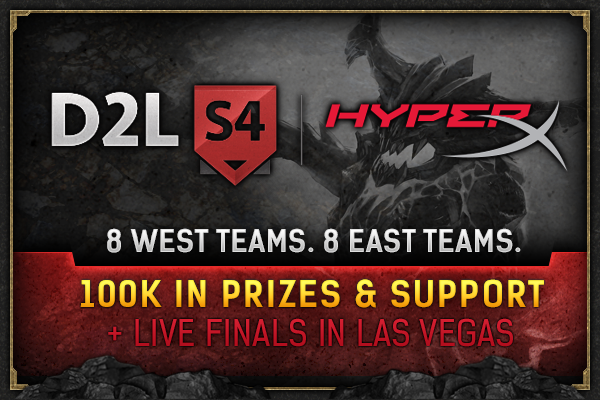 D2L S4 HYPERX
8 WEST TEAMS. 8 EAST TEAMS.
100K IN PRIZES & SUPPORT
+ LIVE FINALS IN LAS VEGAS